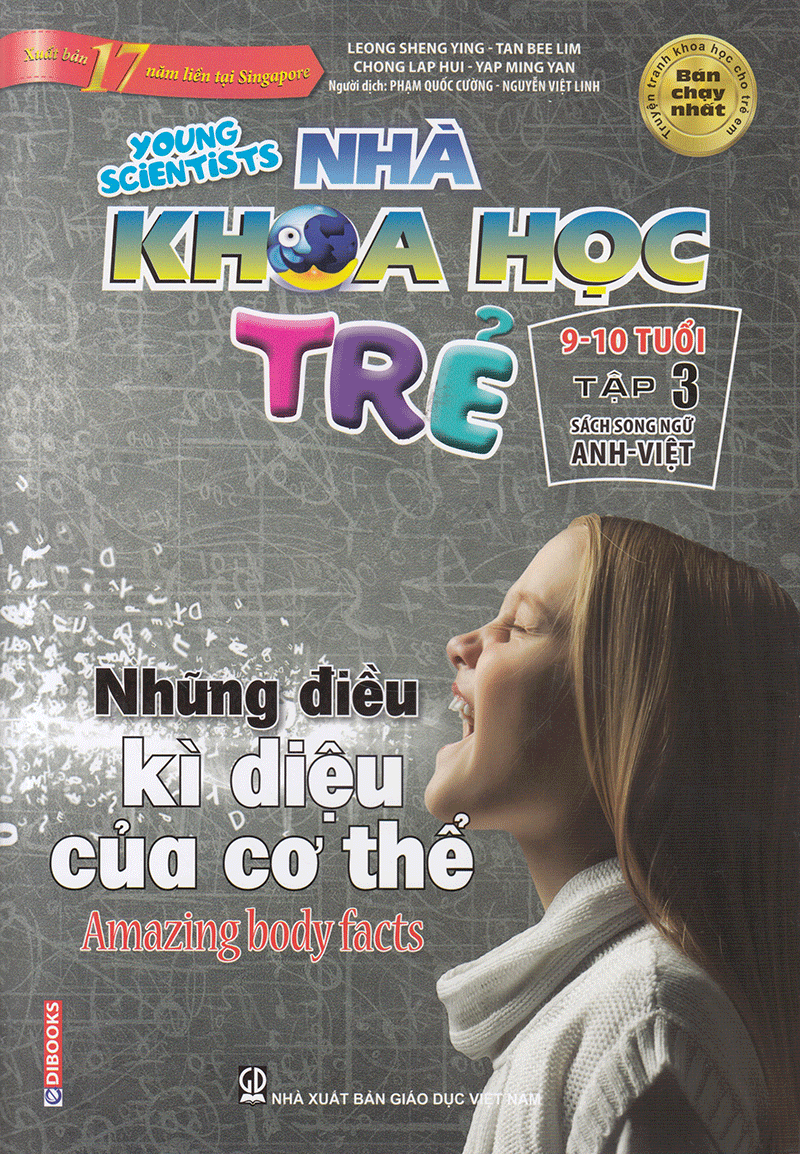 Xuất bản 17 năm liền tại Singapore
LEONG SHENG YING - TAN BEE LIM
CHONG LAP HUI - YAP MING YAN
Người dịch: PHẠM QUỐC CƯỜNG - NGUYỄN VIỆT LINH
Truyện tranh khoa học cho trẻ em
Bán
chạy
nhất
YOUNG
SCIENTISTS
NHÀ
KHOA HỌC
TRẺ
9-10 TUỔI
TẬP 3
SÁCH SONG NGỮ
ANH-VIỆT
Những điều
kì diệu
của cơ thể
Amazing body facts
eDIBOOKS
GD
NHÀ XUẤT BẢN GIÁO DỤC VIỆT NAM